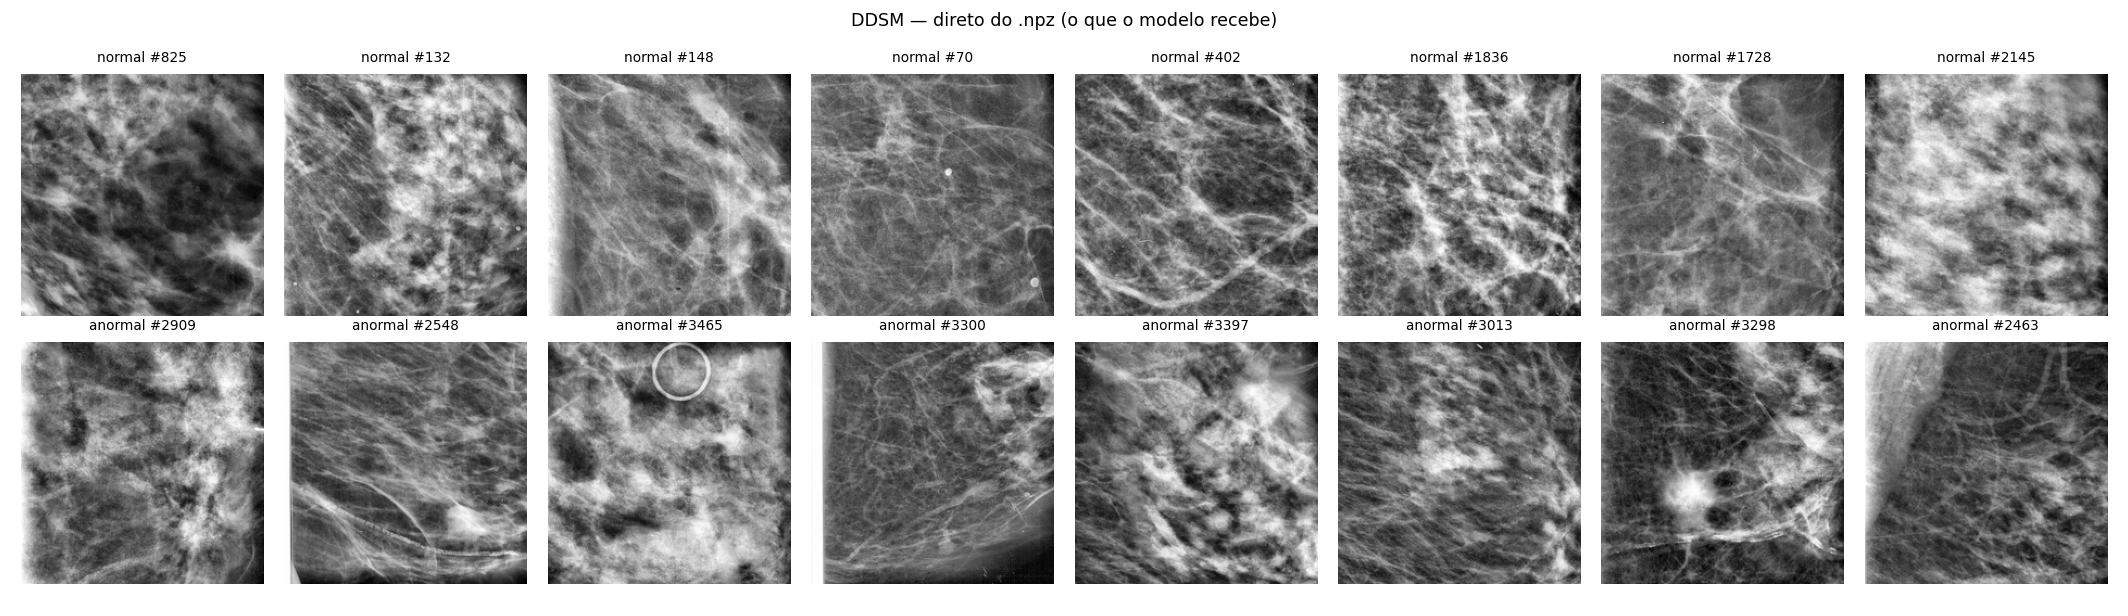 DDSM — direto do .npz (o que o modelo recebe)
normal #825 normal #132 normal #148 normal #70 normal #402 normal #1836 normal #1728 normal #2145
anormal #2909 anormal #2548 anormal #3465 anormal #3300 anormal #3397 anormal #3013 anormal #3298 anormal #2463